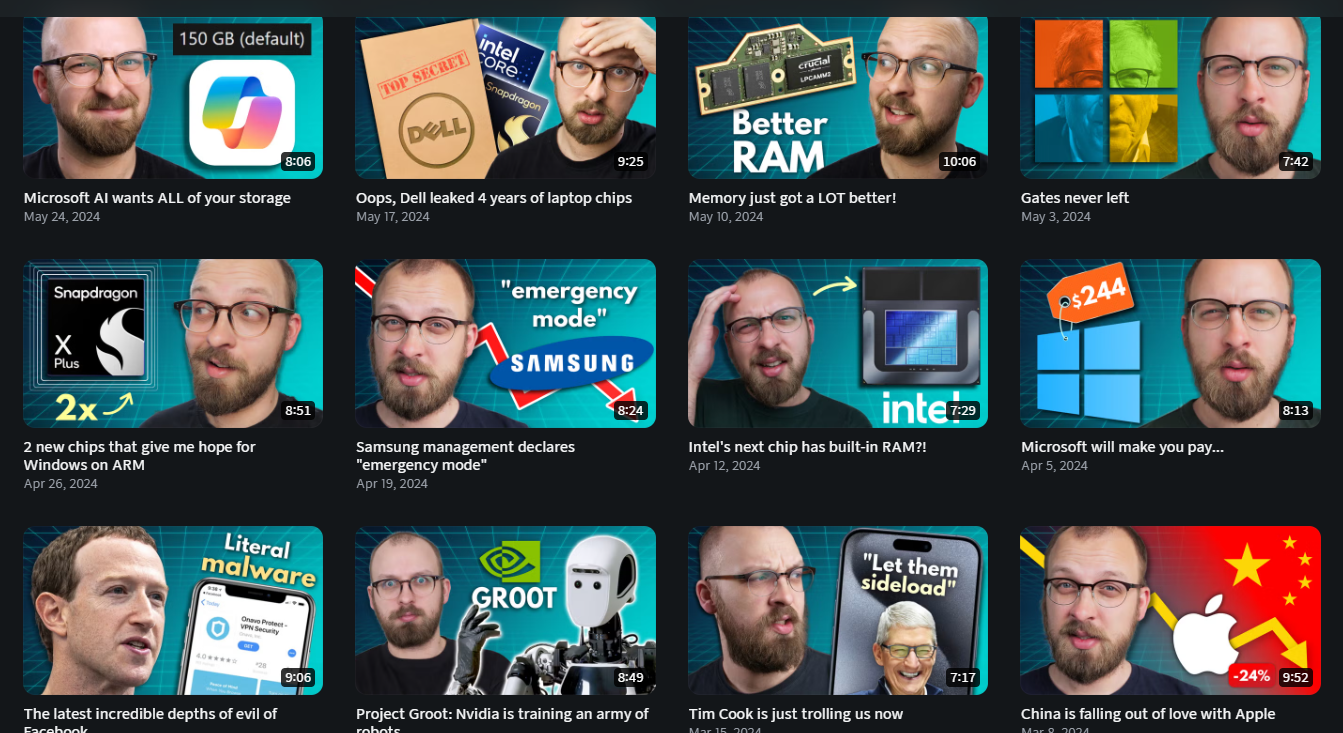 150 GB (default)
8:06
TOP SECRET
DELL
intel
CORE
Snapdragon
9:25
crucial
LPCAMM2
Better
RAM
10:06
7:42
Microsoft AI wants ALL of your storage
May 24, 2024
Oops, Dell leaked 4 years of laptop chips
May 17, 2024
Memory just got a LOT better!
May 10, 2024
Gates never left
May 3, 2024
Snapdragon
X
Plus
2x
8:51
"emergency
mode"
SAMSUNG
8:24
intel
7:29
$244
8:13
2 new chips that give me hope for
Windows on ARM
Apr 26, 2024
Samsung management declares
"emergency mode"
Apr 19, 2024
Intel's next chip has built-in RAM?!
Apr 12, 2024
Microsoft will make you pay...
Apr 5, 2024
Literal
malware
Today
Onavo Protect -
VPN Security
GET
4.0
#28
9:06
GROOT
8:49
"Let them
sideload"
7:17
-24%
9:52
The latest incredible depths of evil of
Facebook
Project Groot: Nvidia is training an army of
robots
Tim Cook is just trolling us now
Mar 15, 2024
China is falling out of love with Apple
Mar 8, 2024